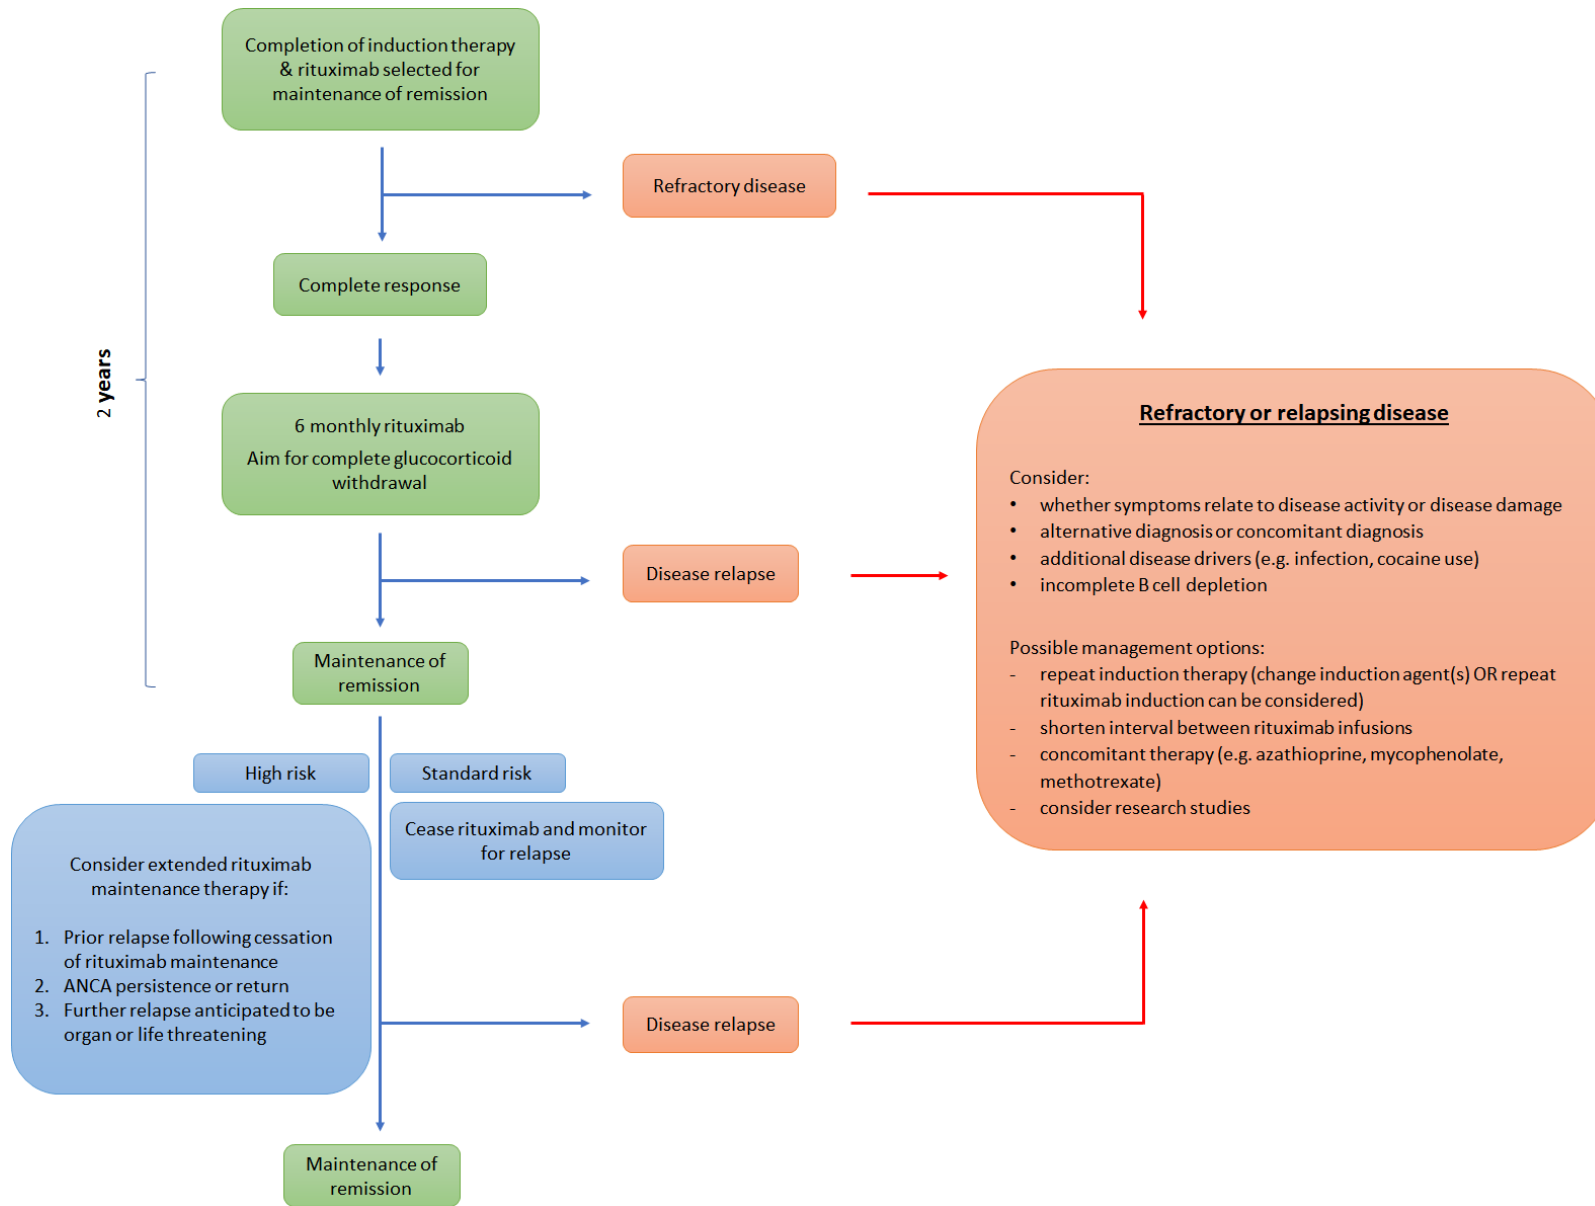 Completion of induction therapy
& rituximab selected for
maintenance of remission
Refractory disease
Complete response
2 years
6 monthly rituximab
Aim for complete glucocorticoid
withdrawal
Disease relapse
Maintenance of
remission
High risk
Standard risk
Cease rituximab and monitor
for relapse
Consider extended rituximab
maintenance therapy if:
1. Prior relapse following cessation
of rituximab maintenance
2. ANCA persistence or return
3. Further relapse anticipated to be
organ or life threatening
Disease relapse
Maintenance of
remission
Refractory or relapsing disease
Consider:
• whether symptoms relate to disease activity or disease damage
• alternative diagnosis or concomitant diagnosis
• additional disease drivers (e.g. infection, cocaine use)
• incomplete B cell depletion
Possible management options:
- repeat induction therapy (change induction agent(s) OR repeat
rituximab induction can be considered)
- shorten interval between rituximab infusions
- concomitant therapy (e.g. azathioprine, mycophenolate,
methotrexate)
- consider research studies